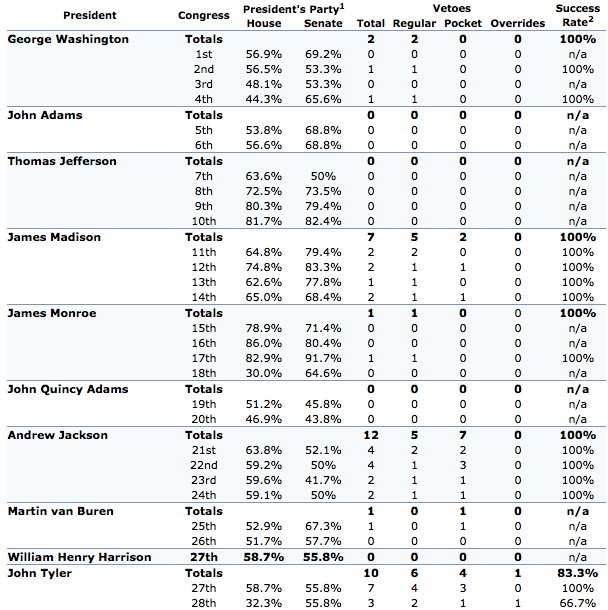 President Congress President's Party1 Vetoes Success
House Senate Total Regular Pocket Overrides Rate2
George Washington Totals 2 2 0 0 100%
1st 56.9% 69.2% 0 0 0 0 n/a
2nd 56.5% 53.3% 1 1 0 0 100%
3rd 48.1% 53.3% 0 0 0 0 n/a
4th 44.3% 65.6% 1 1 0 0 100%
John Adams Totals 0 0 0 0 n/a
5th 53.8% 68.8% 0 0 0 0 n/a
6th 56.6% 68.8% 0 0 0 0 n/a
Thomas Jefferson Totals 0 0 0 0 n/a
7th 63.6% 50% 0 0 0 0 n/a
8th 72.5% 73.5% 0 0 0 0 n/a
9th 80.3% 79.4% 0 0 0 0 n/a
10th 81.7% 82.4% 0 0 0 0 n/a
James Madison Totals 7 5 2 0 100%
11th 64.8% 79.4% 2 2 0 0 100%
12th 74.8% 83.3% 2 1 1 0 100%
13th 62.6% 77.8% 1 1 0 0 100%
14th 65.0% 68.4% 2 1 1 0 100%
James Monroe Totals 1 1 0 0 100%
15th 78.9% 71.4% 0 0 0 0 n/a
16th 86.0% 80.4% 0 0 0 0 n/a
17th 82.9% 91.7% 1 1 0 0 100%
18th 30.0% 64.6% 0 0 0 0 n/a
John Quincy Adams Totals 0 0 0 0 n/a
19th 51.2% 45.8% 0 0 0 0 n/a
20th 46.9% 43.8% 0 0 0 0 n/a
Andrew Jackson Totals 12 5 7 0 100%
21st 63.8% 52.1% 4 2 2 0 100%
22nd 59.2% 50% 4 1 3 0 100%
23rd 59.6% 41.7% 2 1 1 0 100%
24th 59.1% 50% 2 1 1 0 100%
Martin van Buren Totals 1 0 1 0 n/a
25th 52.9% 67.3% 1 0 1 0 n/a
26th 51.7% 57.7% 0 0 0 0 n/a
William Henry Harrison 27th 58.7% 55.8% 0 0 0 0 n/a
John Tyler Totals 10 6 4 1 83.3%
27th 58.7% 55.8% 7 4 3 0 100%
28th 32.3% 55.8% 3 2 1 1 66.7%